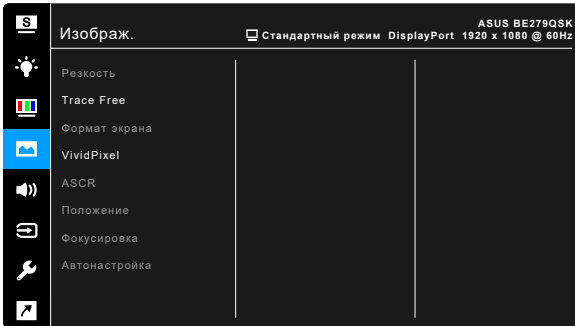 S
ASUS BE279QSK
Изображ.
Стандартный режим DisplayPort 1920 x 1080 @ 60Hz
Резкость
Trace Free
Формат экрана
VividPixel
ASCR
Положение
Фокусировка
Автонастройка